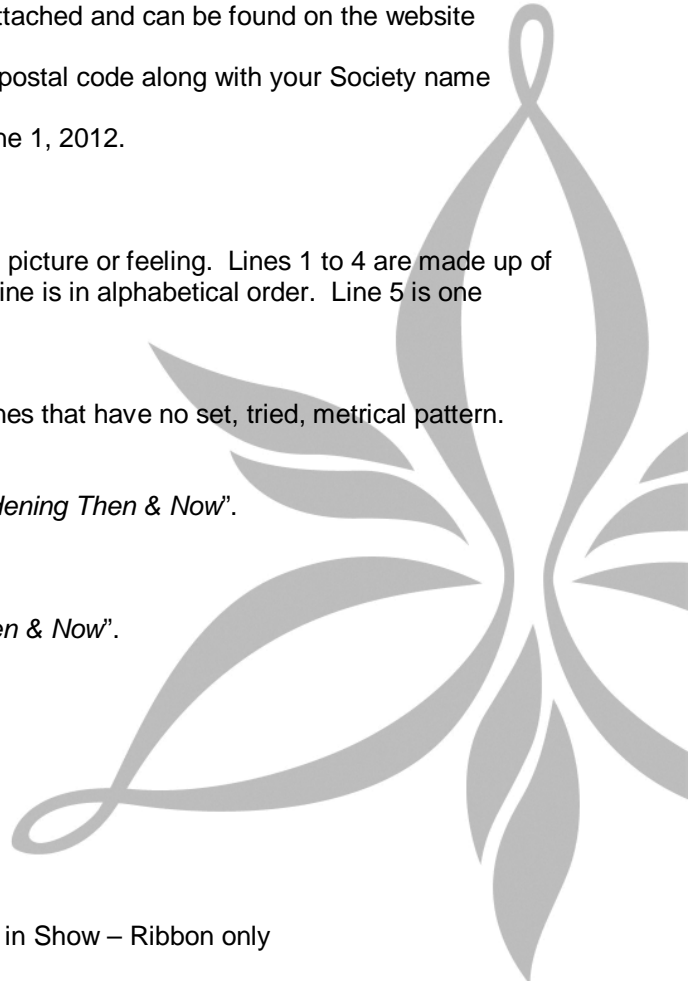 ttached and can be found on the website
postal code along with your Society name
ne 1, 2012.
picture or feeling.  Lines 1 to 4 are made up of
ine is in alphabetical order.  Line 5 is one
nes that have no set, tried, metrical pattern.
dening Then & Now”.
en & Now”.
in Show – Ribbon only